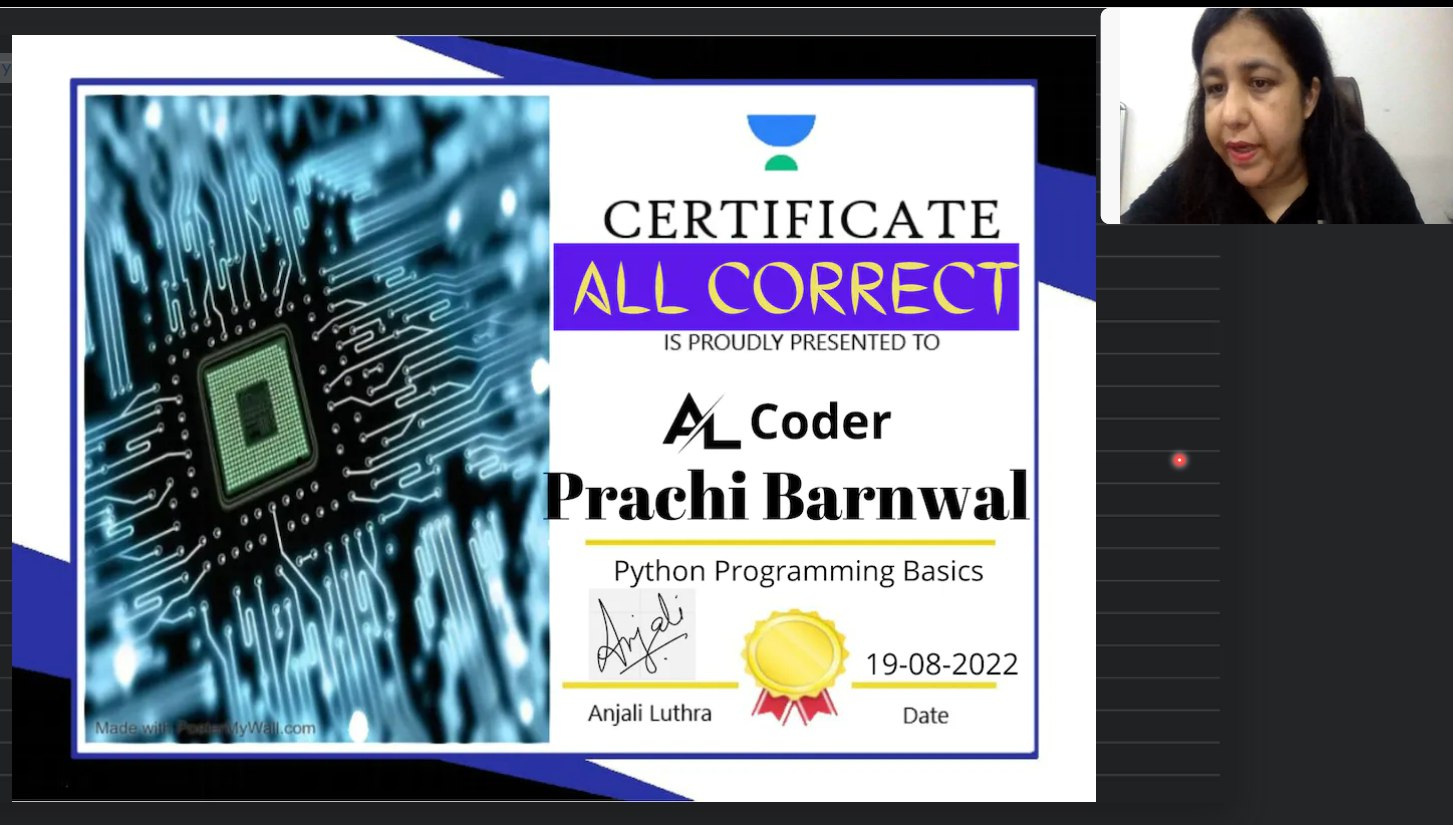 y
CERTIFICATE
ALL CORRECT
IS PROUDLY PRESENTED TO
AL Coder
Prachi Barnwal
Python Programming Basics
Anjali
19-08-2022
Anjali Luthra
Date
Made with PosterMyWall.com